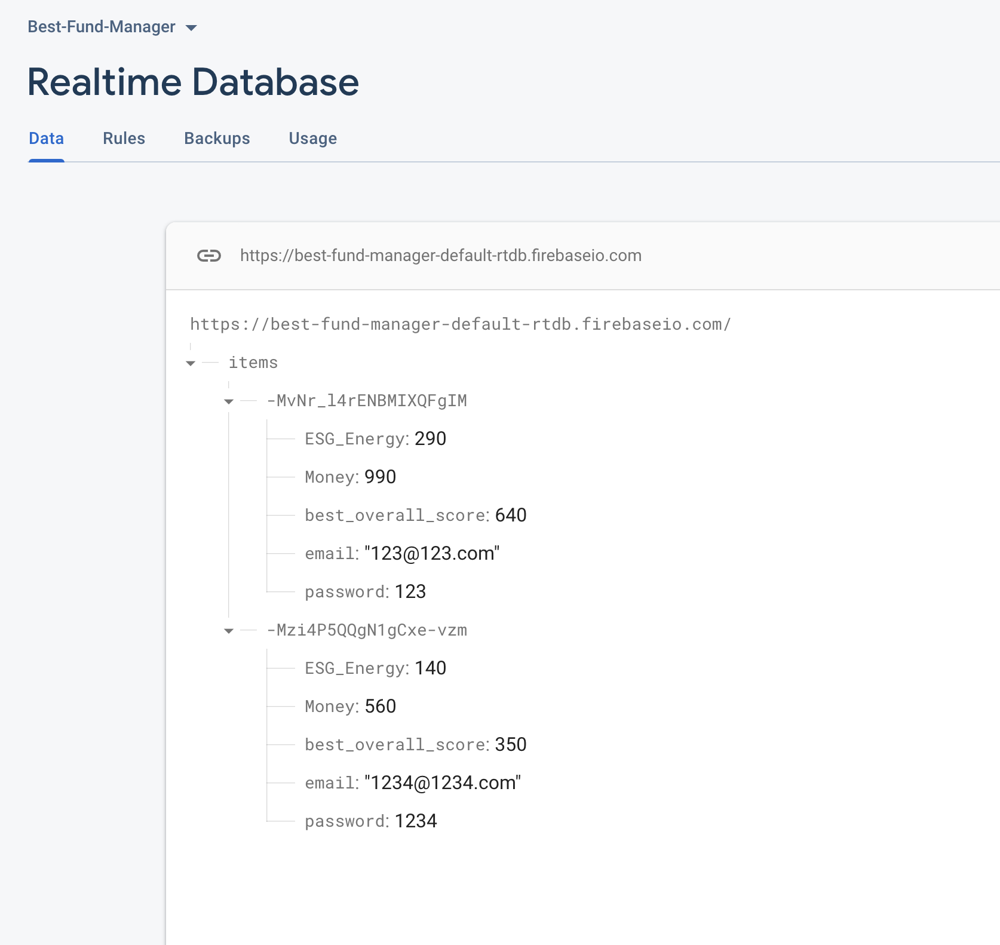 Best-Fund-Manager
Realtime Database
Data Rules Backups Usage
https://best-fund-manager-default-rtdb.firebaseio.com
https://best-fund-manager-default-rtdb.firebaseio.com/
items
-MvNr_l4rENBMIXQFgIM
ESG_Energy: 290
Money: 990
best_overall_score: 640
email: "123@123.com"
password: 123
-Mzi4P5QQgN1gCxe-vzm
ESG_Energy: 140
Money: 560
best_overall_score: 350
email: "1234@1234.com"
password: 1234